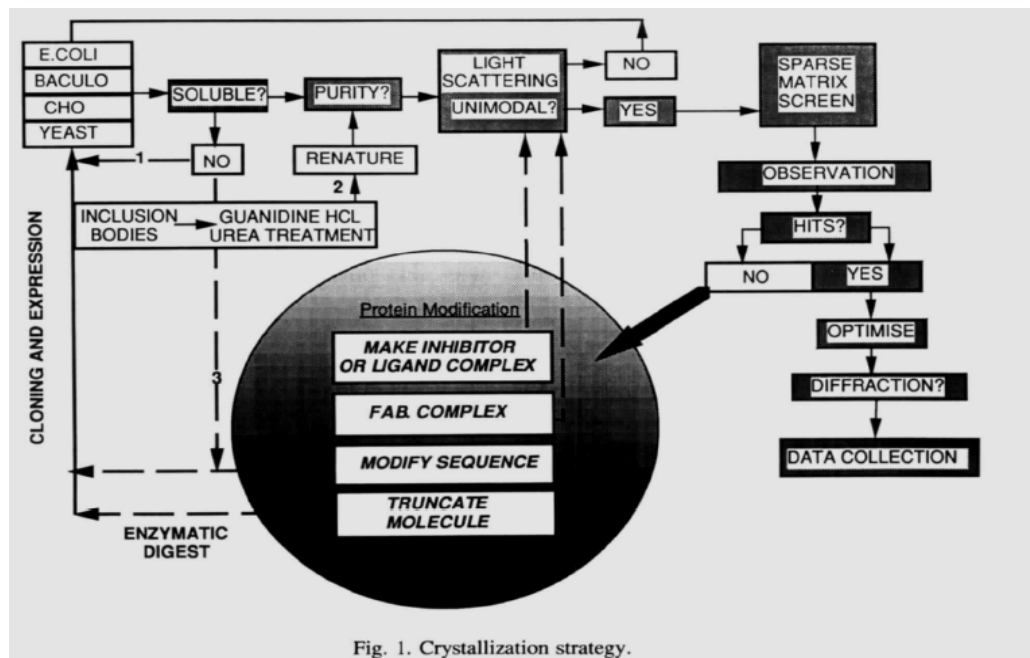 E.COLI
BACULO
CHO
YEAST
SOLUBLE?
PURITY?
LIGHT
SCATTERING
UNIMODAL?
NO
YES
SPARSE
MATRIX
SCREEN
1
NO
RENATURE
2
OBSERVATION
INCLUSION
BODIES
GUANIDINE HCL
UREA TREATMENT
HITS?
NO
YES
CLONING AND EXPRESSION
3
Protein Modification
MAKE INHIBITOR
OR LIGAND COMPLEX
FAB. COMPLEX
MODIFY SEQUENCE
TRUNCATE
MOLECULE
OPTIMISE
DIFFRACTION?
DATA COLLECTION
ENZYMATIC
DIGEST
Fig. 1. Crystallization strategy.